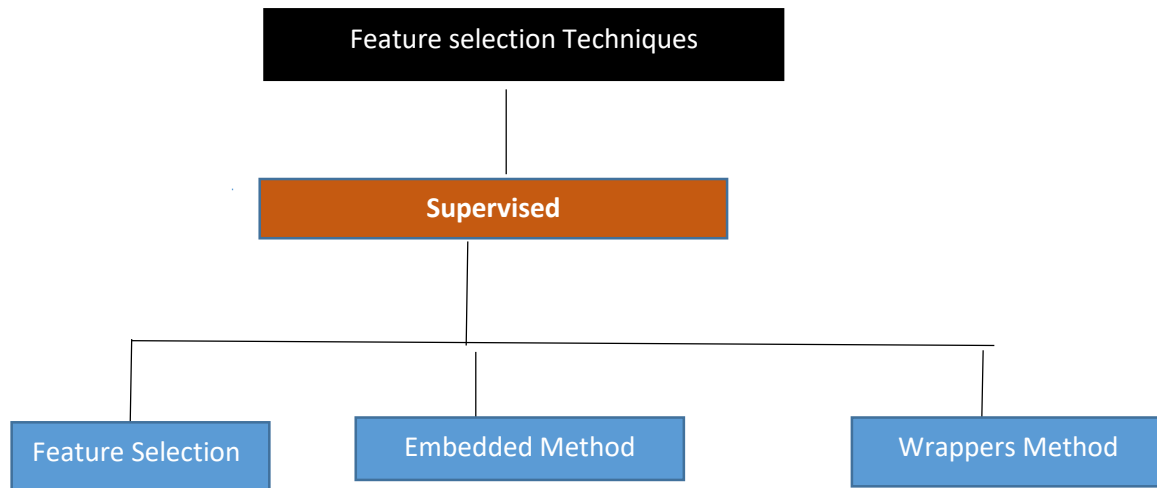 Feature selection Techniques
Supervised
Feature Selection
Embedded Method
Wrappers Method